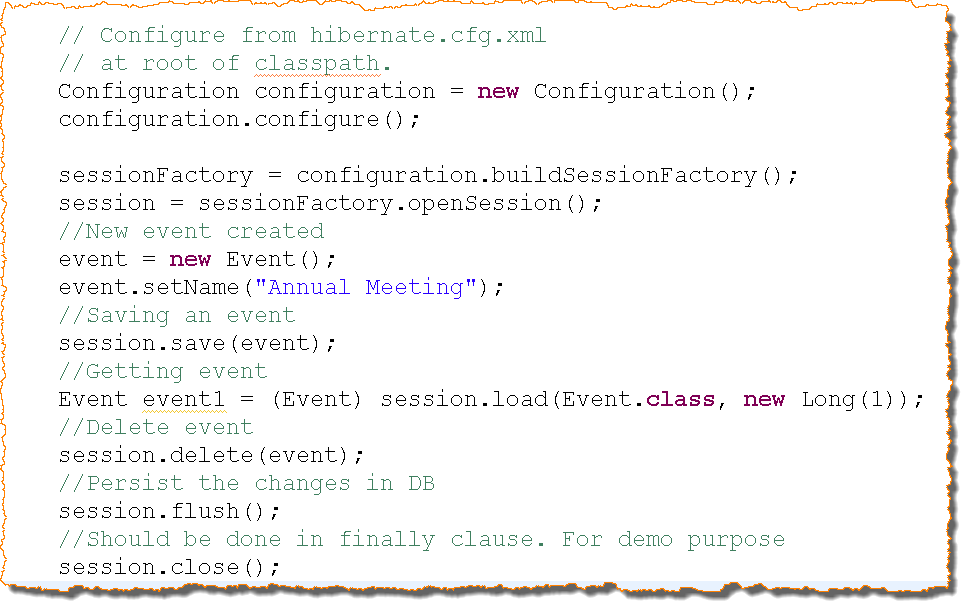 // Configure from hibernate.cfg.xml
// at root of classpath.
Configuration configuration = new Configuration();
configuration.configure();
sessionFactory = configuration.buildSessionFactory();
session = sessionFactory.openSession();
//New event created
event = new Event();
event.setName("Annual Meeting");
//Saving an event
session.save(event);
//Getting event
Event event1 = (Event) session.load(Event.class, new Long(1));
//Delete event
session.delete(event);
//Persist the changes in DB
session.flush();
//Should be done in finally clause. For demo purpose
session.close();